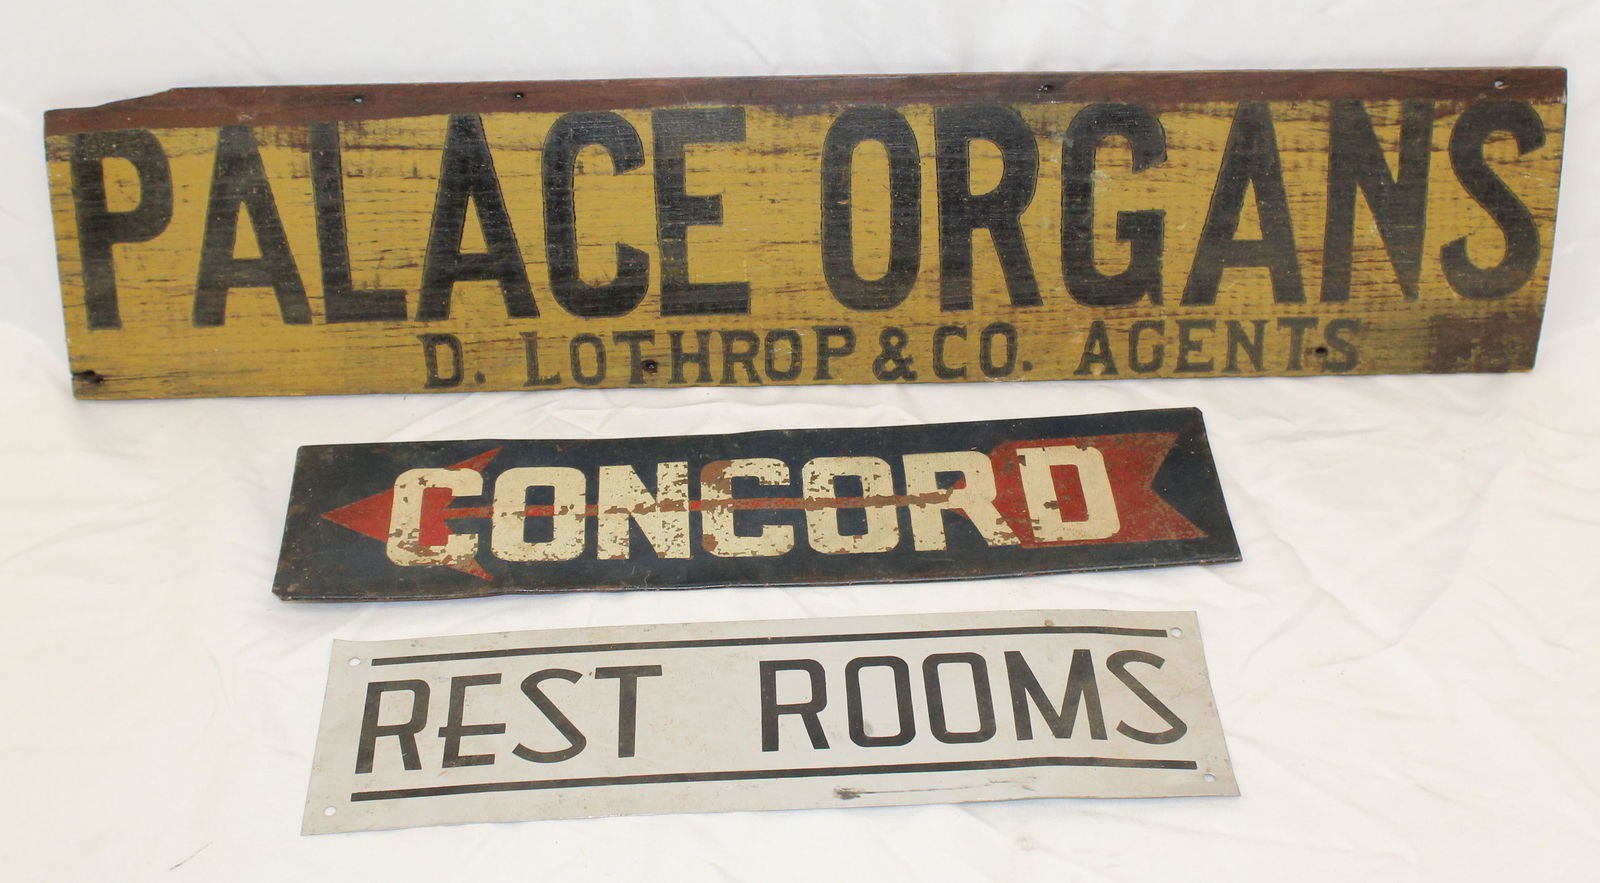 PALACE ORGANS
D. LOTHROP & CO. AGENTS
CONCORD
REST ROOMS